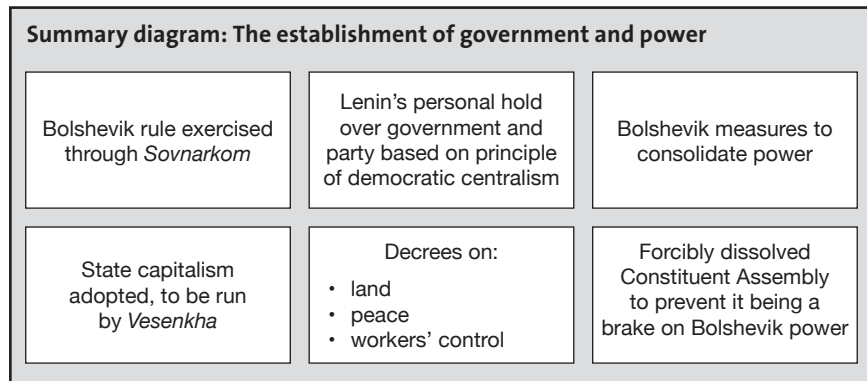 Summary diagram: The establishment of government and power
Bolshevik rule exercised
through Sovnarkom
Lenin’s personal hold
over government and
party based on principle
of democratic centralism
Bolshevik measures to
consolidate power
State capitalism
adopted, to be run
by Vesenkha
Decrees on:
• land
• peace
• workers’ control
Forcibly dissolved
Constituent Assembly
to prevent it being a
brake on Bolshevik power